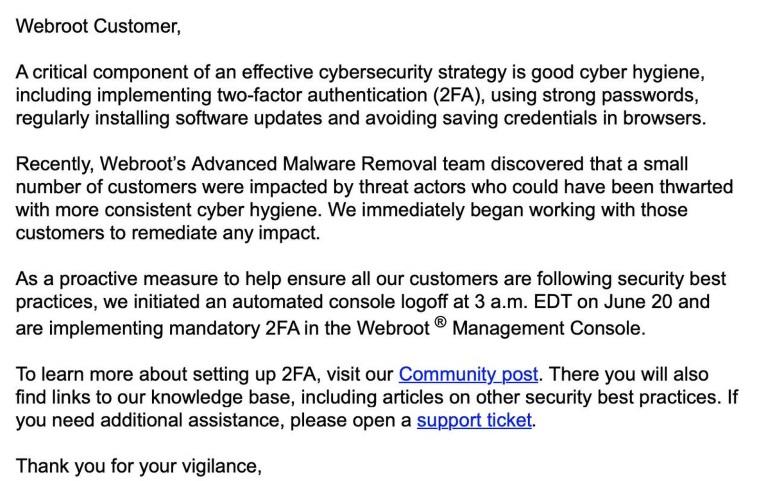 Webroot Customer,
A critical component of an effective cybersecurity strategy is good cyber hygiene,
including implementing two-factor authentication (2FA), using strong passwords,
regularly installing software updates and avoiding saving credentials in browsers.
Recently, Webroot's Advanced Malware Removal team discovered that a small
number of customers were impacted by threat actors who could have been thwarted
with more consistent cyber hygiene. We immediately began working with those
customers to remediate any impact.
As a proactive measure to help ensure all our customers are following security best
practices, we initiated an automated console logoff at 3 a.m. EDT on June 20 and
are implementing mandatory 2FA in the Webroot ® Management Console.
To learn more about setting up 2FA, visit our Community post. There you will also
find links to our knowledge base, including articles on other security best practices. If
you need additional assistance, please open a support ticket.
Thank you for your vigilance,